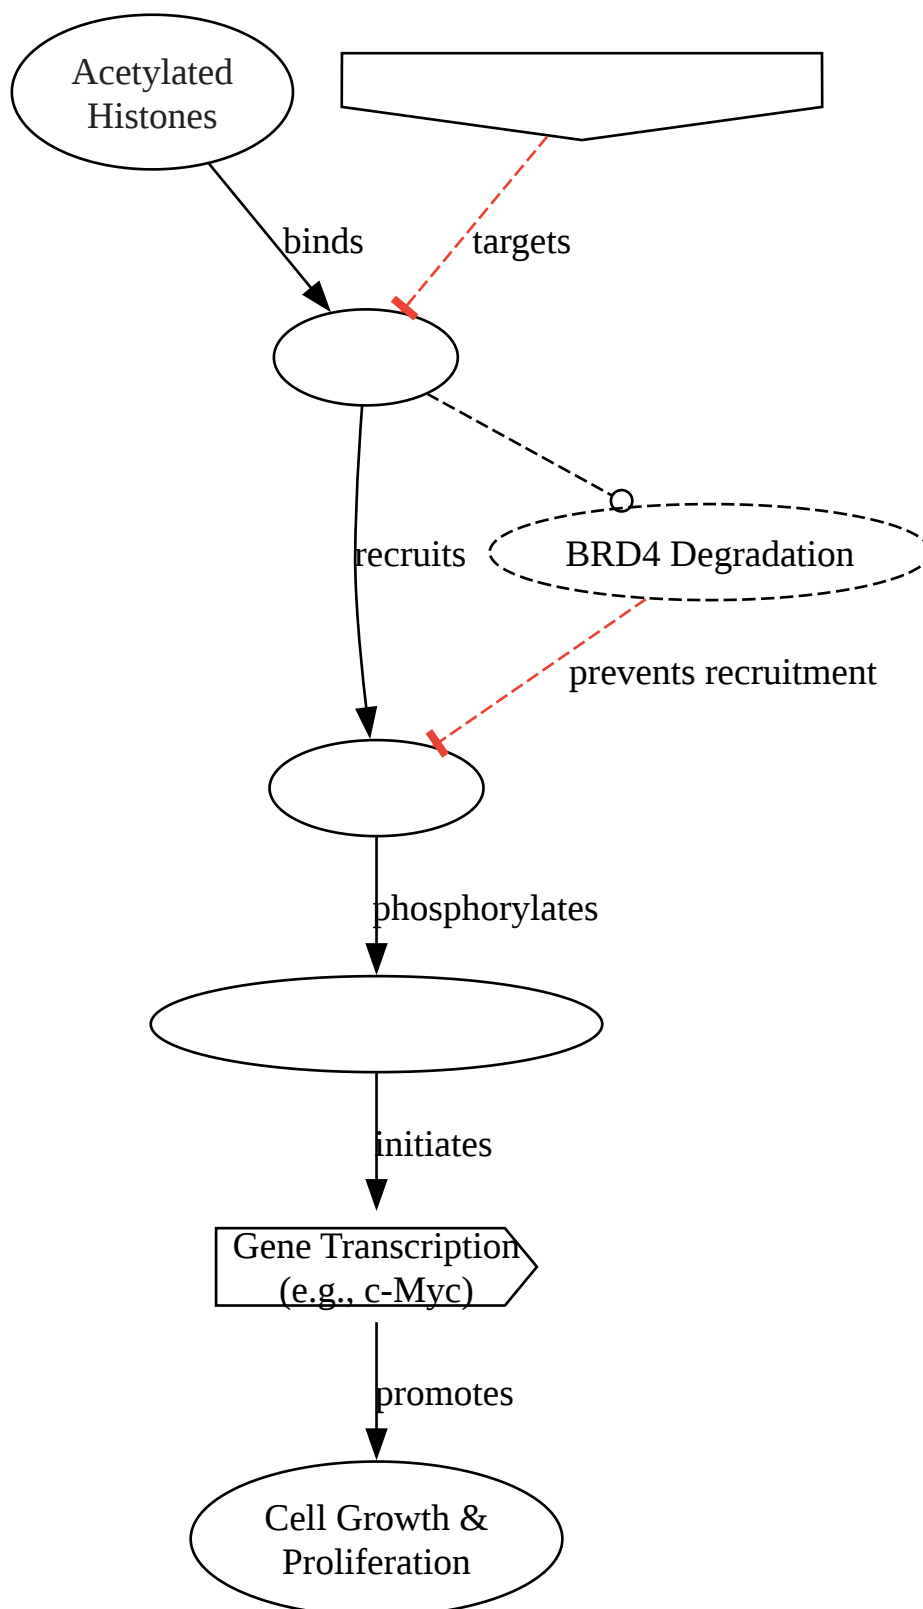 Acetylated
Histones
binds
targets
recruits
BRD4 Degradation
prevents recruitment
phosphorylates
initiates
Gene Transcription
(e.g., c-Myc)
promotes
Cell Growth &
Proliferation